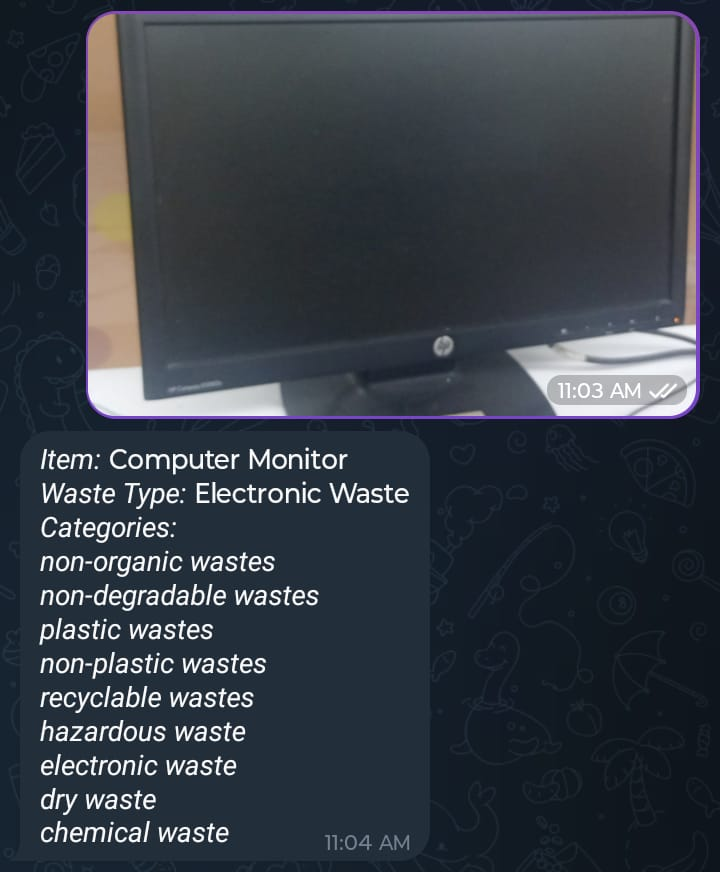 hp
11:03 AM
Item: Computer Monitor
Waste Type: Electronic Waste
Categories:
non-organic wastes
non-degradable wastes
plastic wastes
non-plastic wastes
recyclable wastes
hazardous waste
electronic waste
dry waste
chemical waste
11:04 AM